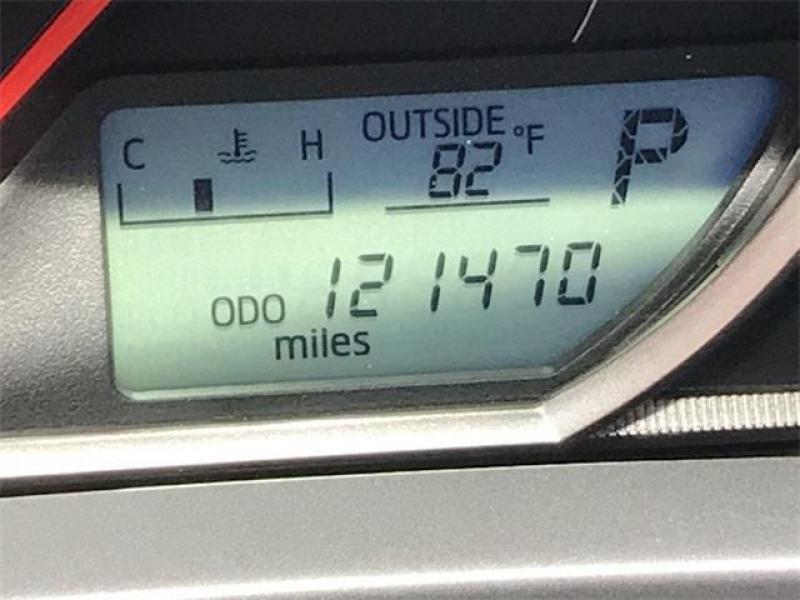 C H OUTSIDE °F P
82
ODO 121470
miles